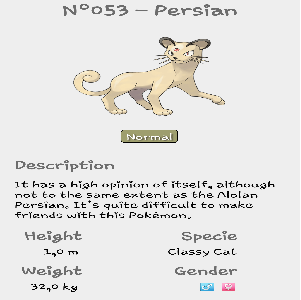 N°053 – Persian
Normal
Description
It has a high opinion of itself, although
not to the same extent as the Alolan
Persian. It's quite difficult to make
friends with this Pokémon.
Height Specie
1,0 m Classy Cat
Weight Gender
32,0 kg